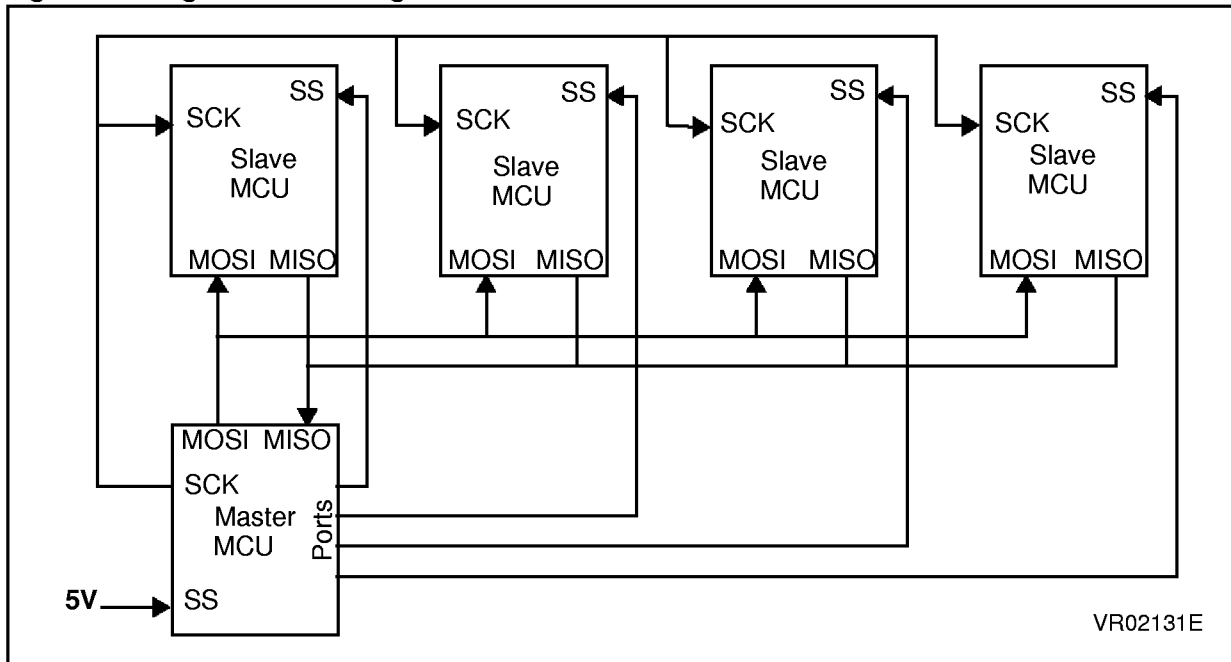 SS SS SS SS
SCK SCK SCK SCK
Slave MCU
Slave MCU
Slave MCU
Slave MCU
MOSI MISO MOSI MISO MOSI MISO MOSI MISO
MOSI MISO
SCK
Master
MCU
Ports
5V SS
VR02131E